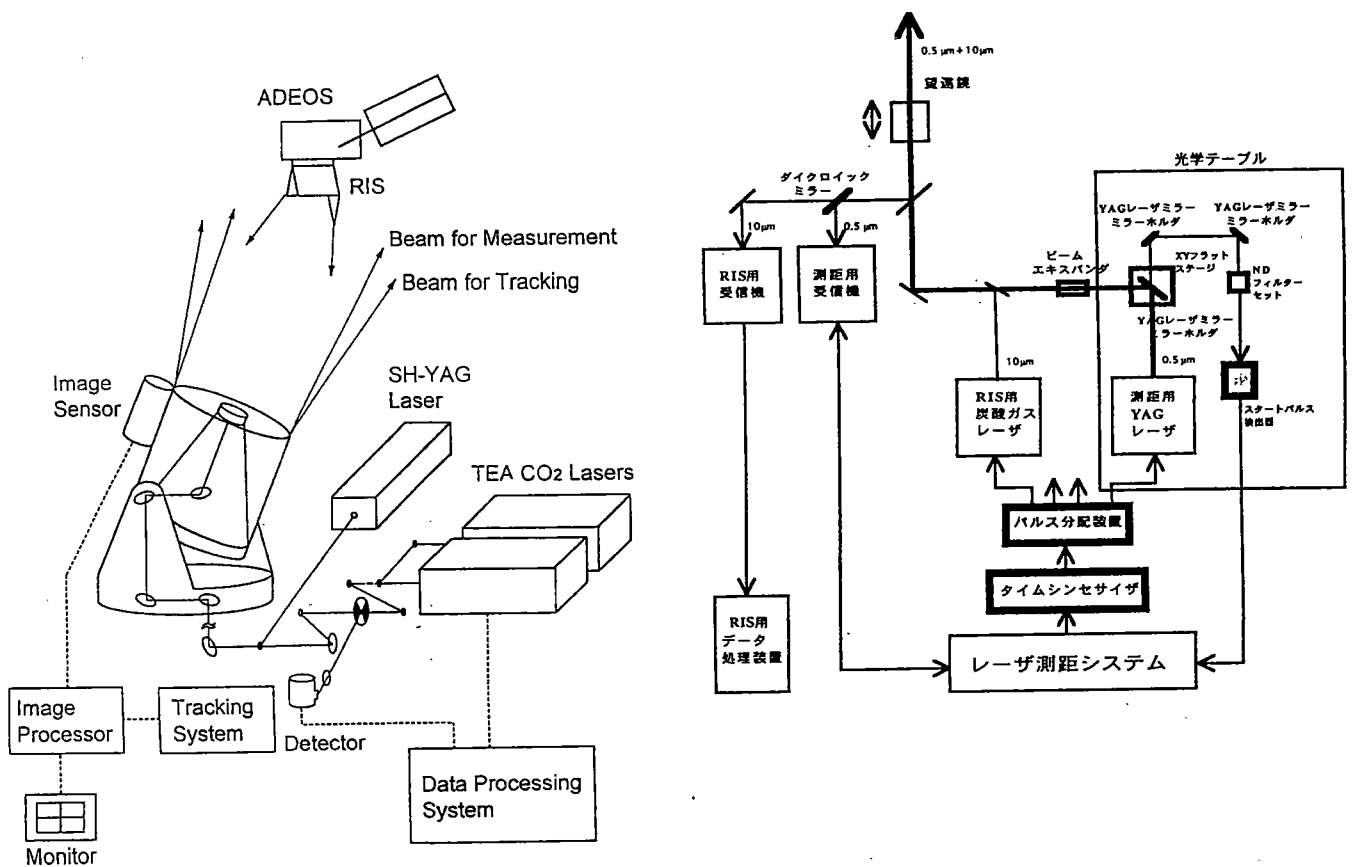 ADEOS
RIS
Beam for Measurement
Beam for Tracking
Image
Sensor
SH-YAG
Laser
TEA CO2 Lasers
Image
Processor
Tracking
System
Detector
Data Processing
System
Monitor
0.5μm+10μm
望遠鏡
光学テーブル
ダイクロイック
ミラー
YAGレーザミラー
ミラーホルダ
YAGレーザミラー
ミラーホルダ
10μm
0.5μm
RIS用
受信機
測距用
受信機
ビーム
エキスパンダ
XYフラット
ステージ
ND
フィルター
セット
YAGレーザミラー
ミラーホルダ
10μm
0.5μm
RIS用
炭酸ガス
レーザ
測距用
YAG
レーザ
スタートパルス
検出器
パルス分配装置
タイムシンセサイザ
RIS用
データ
処理装置
レーザ測距システム